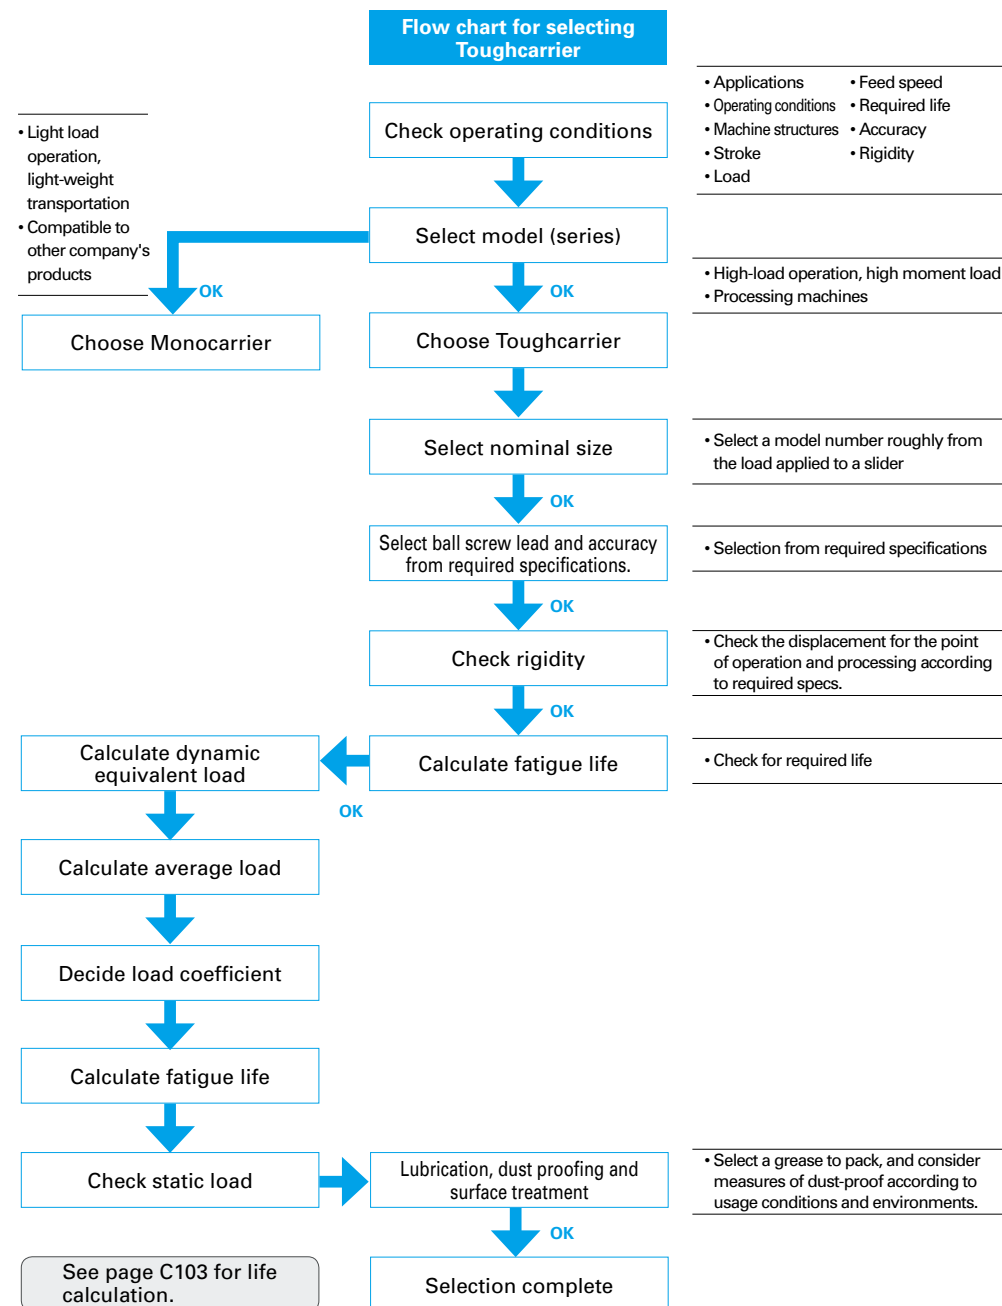 Flow chart for selecting
Toughcarrier
• Applications
• Operating conditions
• Machine structures
• Stroke
• Load
• Feed speed
• Required life
• Accuracy
• Rigidity
Check operating conditions
• Light load
operation,
light-weight
transportation
• Compatible to
other company's
products
Select model (series)
• High-load operation, high moment load
• Processing machines
OK
OK
Choose Monocarrier
Choose Toughcarrier
Select nominal size
• Select a model number roughly from
the load applied to a slider
OK
Select ball screw lead and accuracy
from required specifications.
• Selection from required specifications
OK
Check rigidity
• Check the displacement for the point
of operation and processing according
to required specs.
OK
Calculate fatigue life
• Check for required life
OK
Calculate dynamic
equivalent load
Calculate average load
Decide load coefficient
Calculate fatigue life
Check static load
Lubrication, dust proofing and
surface treatment
• Select a grease to pack, and consider
measures of dust-proof according to
usage conditions and environments.
OK
See page C103 for life
calculation.
Selection complete